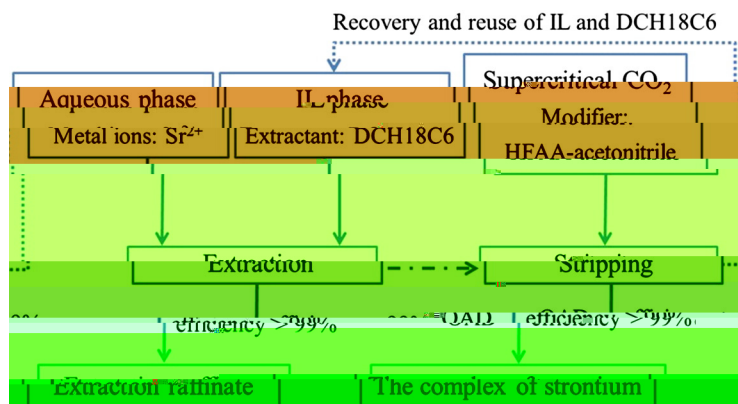 Recovery and reuse of IL and DCH18C6
Aqueous phase
Metal ions: Sr2+
IL phase
Extractant: DCH18C6
Supercritical CO2
Modifier:
HFAA-acetonitrile
Extraction
Stripping
efficiency >99%
efficiency >99%
Extraction raffinate
The complex of strontium